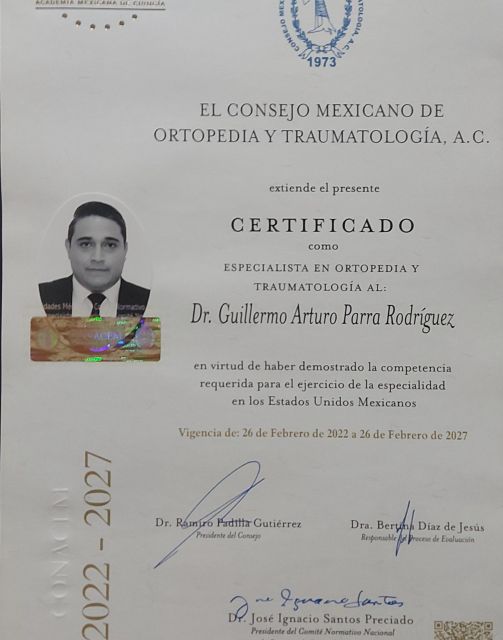 ACADEMIA MEXICANA DE CIRUGÍA
1973
EL CONSEJO MEXICANO DE
ORTOPEDIA Y TRAUMATOLOGÍA, A.C.
extiende el presente
CERTIFICADO
como
ESPECIALISTA EN ORTOPEDIA Y
TRAUMATOLOGÍA AL:
Dr. Guillermo Arturo Parra Rodríguez
en virtud de haber demostrado la competencia
requerida para el ejercicio de la especialidad
en los Estados Unidos Mexicanos
Vigencia de: 26 de Febrero de 2022 a 26 de Febrero de 2027
CONACEM
2022 - 2027
Dr. Ramiro Padilla Gutiérrez
Presidente del Consejo
Dra. Bertina Díaz de Jesús
Responsable del Proceso de Evaluación
Dr. José Ignacio Santos Preciado
Presidente del Comité Normativo Nacional